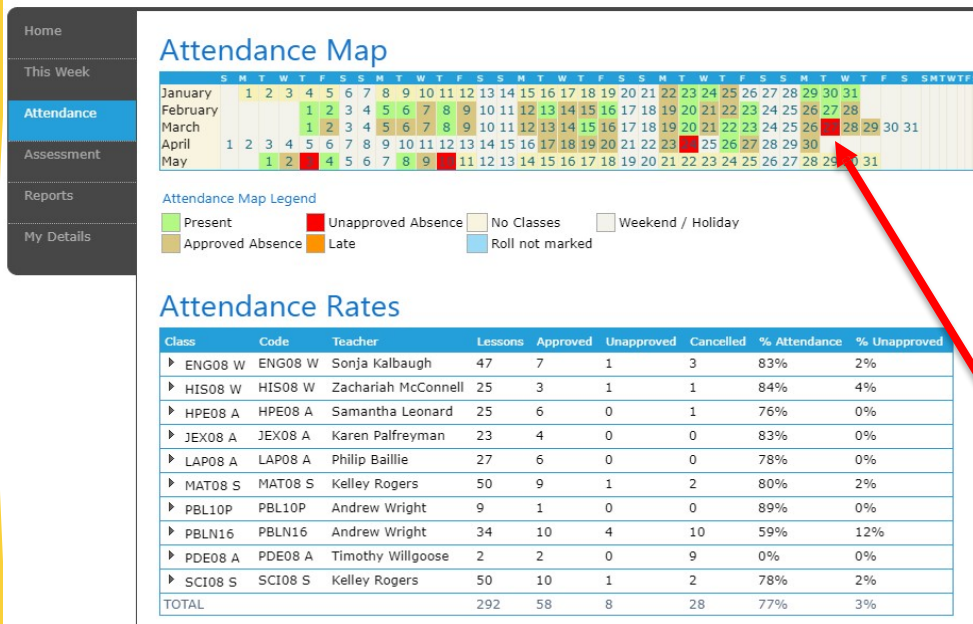 Home
This Week
Attendance
Assessment
Reports
My Details
Attendance Map
S M T W T F S S M T W T F S S M T W T F S S M T W T F S S M T W T F S S M T W T F
January 1 2 3 4 5 6 7 8 9 10 11 12 13 14 15 16 17 18 19 20 21 22 23 24 25 26 27 28 29 30 31
February 1 2 3 4 5 6 7 8 9 10 11 12 13 14 15 16 17 18 19 20 21 22 23 24 25 26 27 28
March 1 2 3 4 5 6 7 8 9 10 11 12 13 14 15 16 17 18 19 20 21 22 23 24 25 26 28 29 30 31
April 1 2 3 4 5 6 7 8 9 10 11 12 13 14 15 16 17 18 19 20 21 22 23 25 26 27 28 29 30
May 1 2 4 5 6 7 8 9 11 12 13 14 15 16 17 18 19 20 21 22 23 24 25 26 27 28 29 31
Attendance Map Legend
Present Unapproved Absence No Classes Weekend / Holiday
Approved Absence Late Roll not marked
Attendance Rates
Class Code Teacher Lessons Approved Unapproved Cancelled % Attendance % Unapproved
ENG08 W ENG08 W Sonja Kalbaugh 47 7 1 3 83% 2%
HIS08 W HIS08 W Zachariah McConnell 25 3 1 1 84% 4%
HPE08 A HPE08 A Samantha Leonard 25 6 0 1 76% 0%
JEX08 A JEX08 A Karen Palfreyman 23 4 0 0 83% 0%
LAP08 A LAP08 A Philip Baillie 27 6 0 0 78% 0%
MAT08 S MAT08 S Kelley Rogers 50 9 1 2 80% 2%
PBL10P PBL10P Andrew Wright 9 1 0 0 89% 0%
PBLN16 PBLN16 Andrew Wright 34 10 4 10 59% 12%
PDE08 A PDE08 A Timothy Willgoose 2 2 0 9 0% 0%
SCI08 S SCI08 S Kelley Rogers 50 10 1 2 78% 2%
TOTAL 292 58 8 28 77% 3%